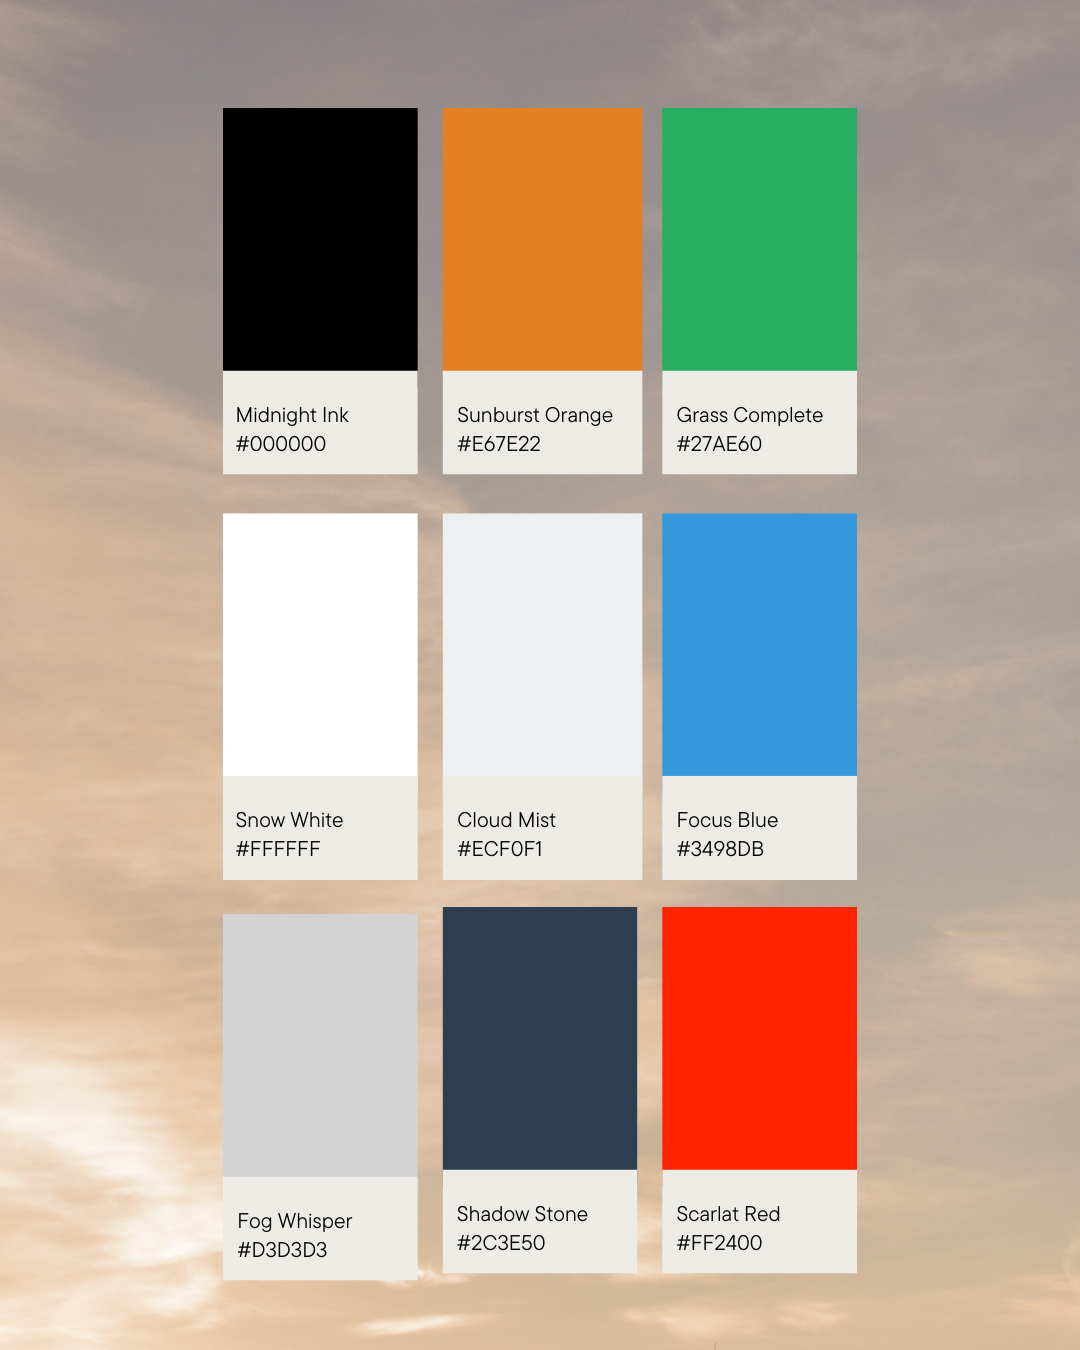 Midnight Ink
#000000
Sunburst Orange
#E67E22
Grass Complete
#27AE60
Snow White
#FFFFFF
Cloud Mist
#ECF0F1
Focus Blue
#3498DB
Fog Whisper
#D3D3D3
Shadow Stone
#2C3E50
Scarlat Red
#FF2400